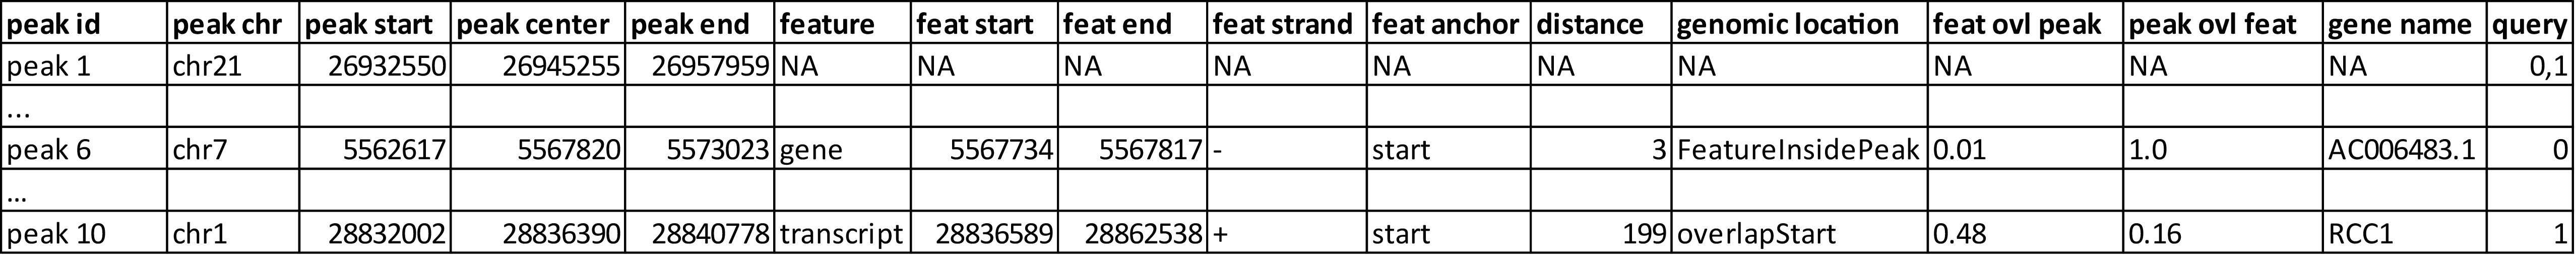 peak id peak chr peak start peak center peak end feature feat start feat end feat strand feat anchor distance genomic location feat ovl peak peak ovl feat gene name query
peak 1 chr21 26932550 26945255 26957959 NA NA NA NA NA NA NA NA NA NA 0,1
...
peak 6 chr7 5562617 5567820 5573023 gene 5567734 5567817 - start 3 FeatureInsidePeak 0.01 1.0 AC006483.1 0
...
peak 10 chr1 28832002 28836390 28840778 transcript 28836589 28862538 + start 199 overlapStart 0.48 0.16 RCC1 1